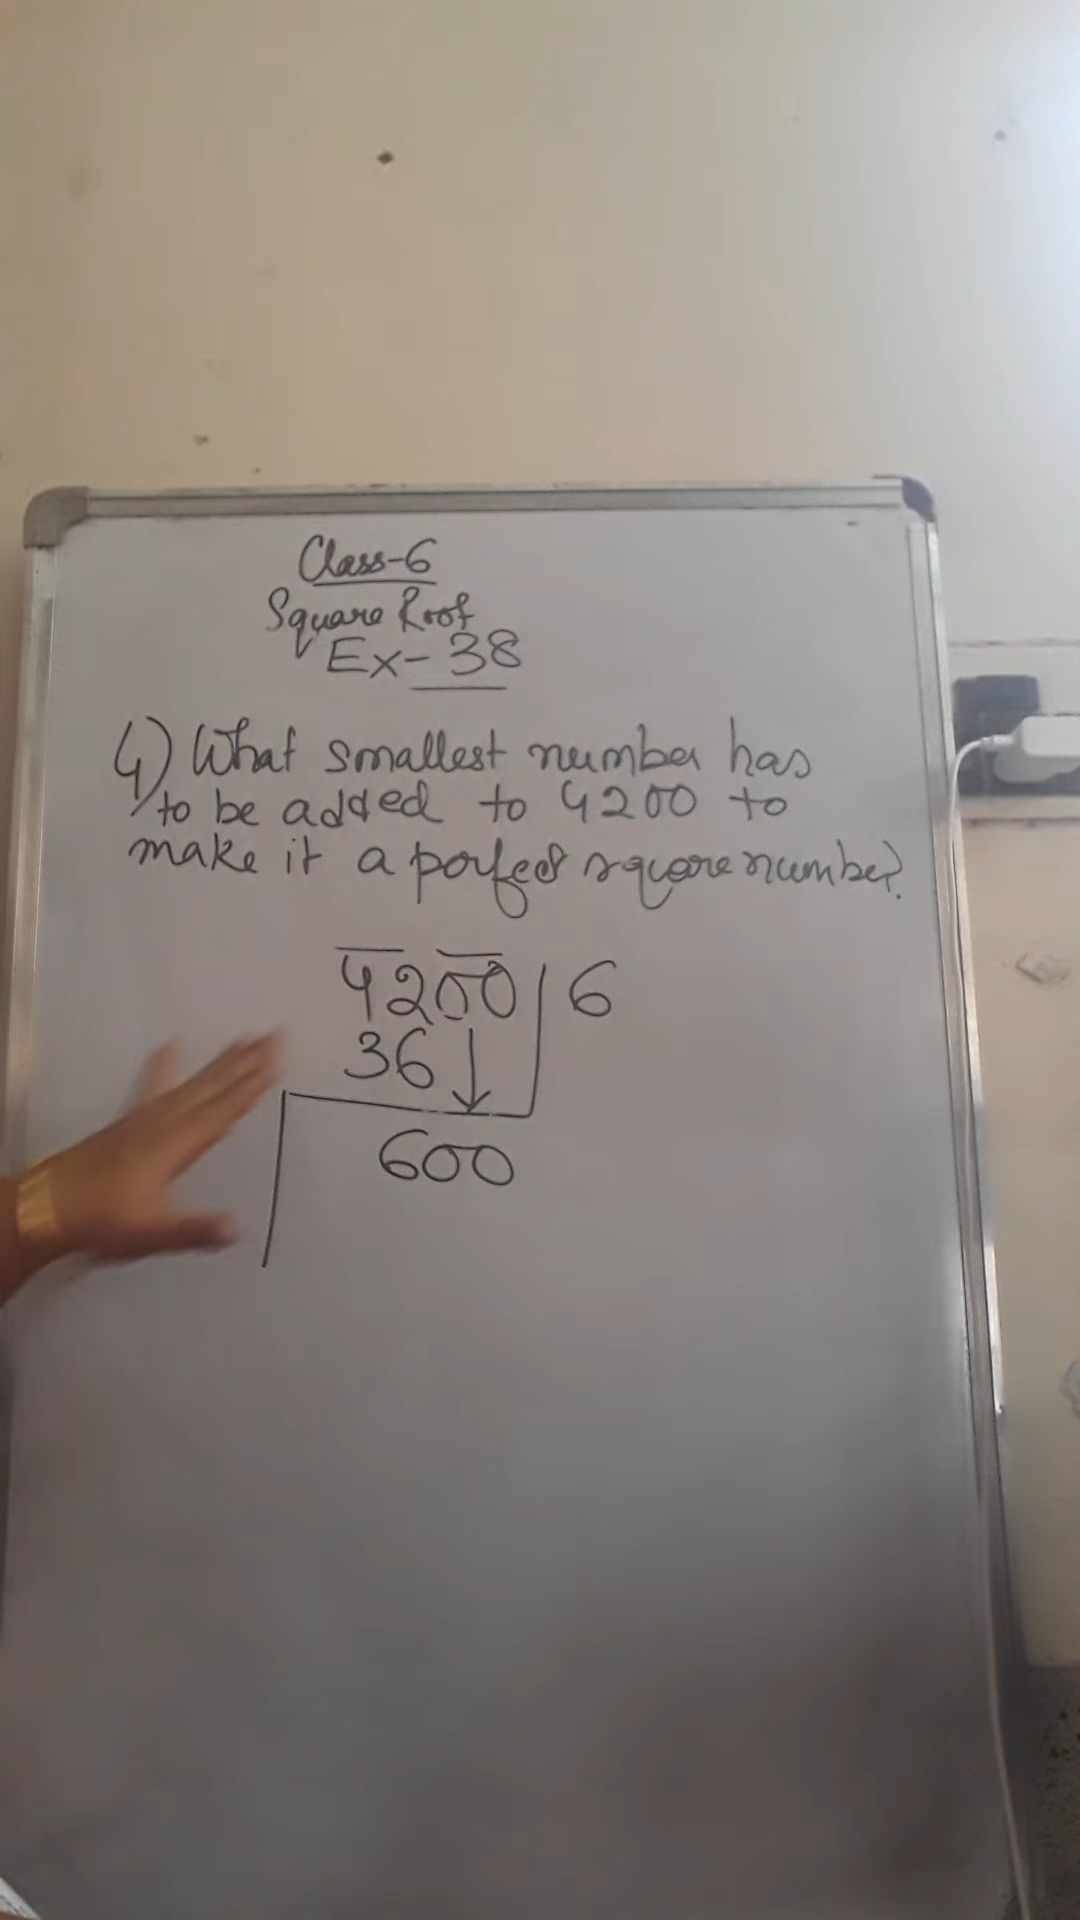 Class-6
Square Root
Ex-38
4) What smallest number has
to be added to 4200 to
make it a perfect square number?
4200 6
36
600